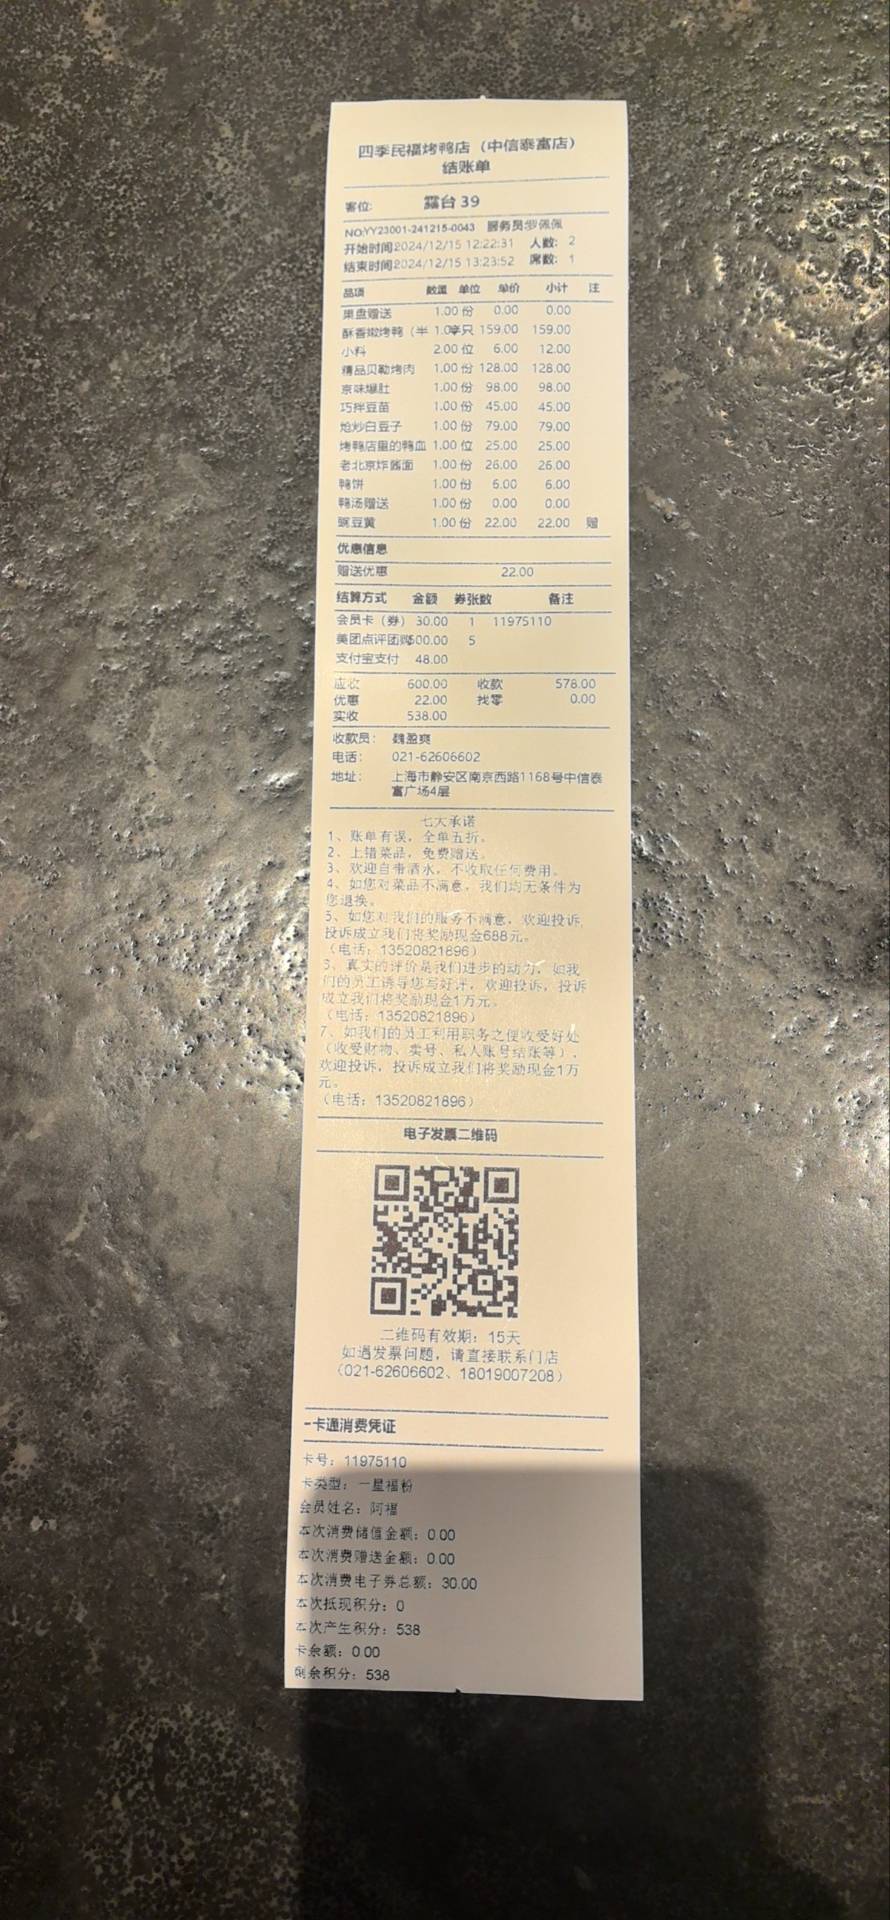 四季民福烤鸭店（中信泰富店）
结账单
客位: 露台 39
NO:YY23001-241215-0043 服务员:罗佩佩
开始时间2024/12/15 12:22:31 人数: 2
结束时间2024/12/15 13:23:52 席数: 1
品项 数量 单位 单价 小计 注
果盘赠送 1.00 份 0.00 0.00
酥香嫩烤鸭（半 1.00 半只 159.00 159.00
小料 2.00 位 6.00 12.00
精品贝勒烤肉 1.00 份 128.00 128.00
京味爆肚 1.00 份 98.00 98.00
巧拌豆苗 1.00 份 45.00 45.00
炝炒白豆子 1.00 份 79.00 79.00
烤鸭店里的鸭血 1.00 位 25.00 25.00
老北京炸酱面 1.00 份 26.00 26.00
鸭饼 1.00 份 6.00 6.00
鸭汤赠送 1.00 份 0.00 0.00
豌豆黄 1.00 份 22.00 22.00 赠
优惠信息
赠送优惠 22.00
结算方式 金额 券张数 备注
会员卡（券） 30.00 1 11975110
美团点评团购500.00 5
支付宝支付 48.00
应收 600.00 收款 578.00
优惠 22.00 找零 0.00
实收 538.00
收款员: 魏盈爽
电话: 021-62606602
地址: 上海市静安区南京西路1168号中信泰
富广场4层
七大承诺
1、账单有误，全单五折。
2、上错菜品，免费赠送。
3、欢迎自带酒水，不收取任何费用。
4、如您对菜品不满意，我们均无条件为
您退换。
5、如您对我们的服务不满意，欢迎投诉，
投诉成立我们将奖励现金688元。
（电话：13520821896）
6、真实的评价是我们进步的动力，如我
们的员工诱导您写好评，欢迎投诉，投诉
成立我们将奖励现金1万元。
（电话：13520821896）
7、如我们的员工利用职务之便收受好处
（收受财物、卖号、私人账号结账等），
欢迎投诉，投诉成立我们将奖励现金1万
元。
（电话：13520821896）
电子发票二维码
二维码有效期：15天
如遇发票问题，请直接联系门店
（021-62606602、18019007208）
一卡通消费凭证
卡号：11975110
卡类型：一星福粉
会员姓名：阿福
本次消费储值金额：0.00
本次消费赠送金额：0.00
本次消费电子券总额：30.00
本次抵现积分：0
本次产生积分：538
卡余额：0.00
剩余积分：538